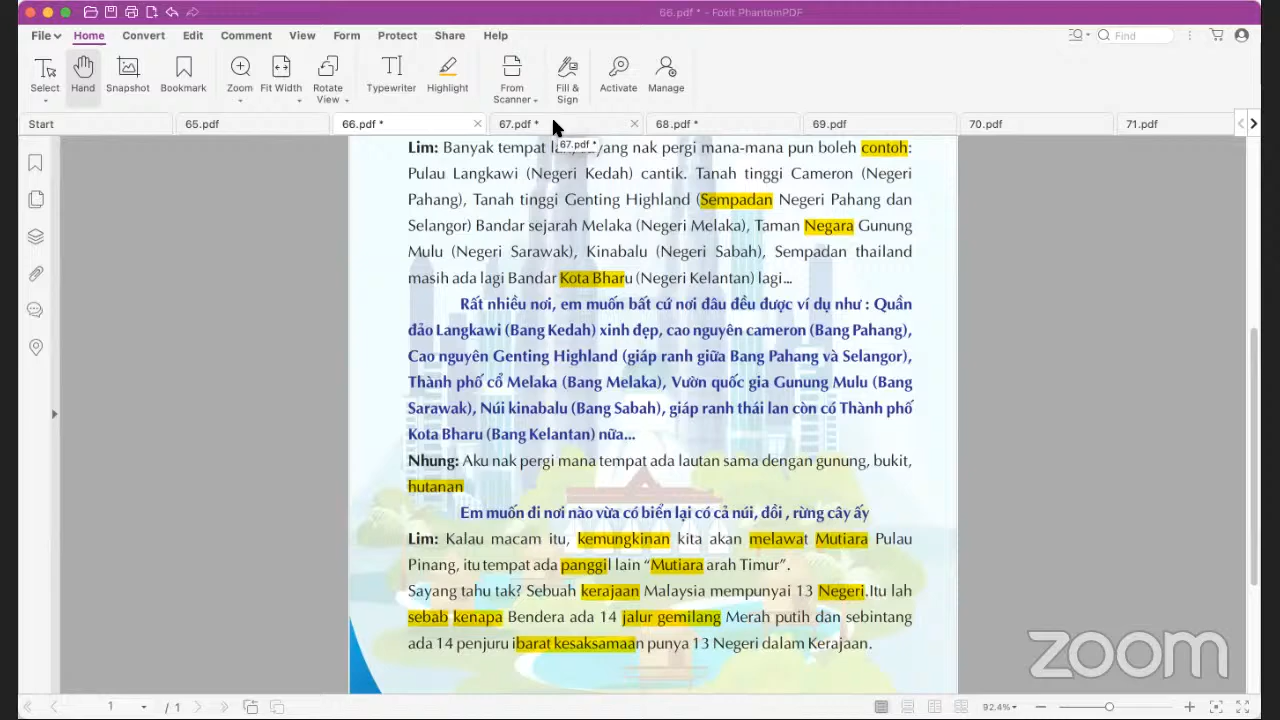 66.pdf * - Foxit PhantomPDF
File Home Convert Edit Comment View Form Protect Share Help
Find
Select Hand Snapshot Bookmark Zoom Fit Width Rotate View Typewriter Highlight From Scanner Fill & Sign Activate Manage
Start 65.pdf 66.pdf * 67.pdf * 68.pdf * 69.pdf 70.pdf 71.pdf
67.pdf *
Lim: Banyak tempat yang nak pergi mana-mana pun boleh contoh:
Pulau Langkawi (Negeri Kedah) cantik. Tanah tinggi Cameron (Negeri
Pahang), Tanah tinggi Genting Highland (Sempadan Negeri Pahang dan
Selangor) Bandar sejarah Melaka (Negeri Melaka), Taman Negara Gunung
Mulu (Negeri Sarawak), Kinabalu (Negeri Sabah), Sempadan thailand
masih ada lagi Bandar Kota Bharu (Negeri Kelantan) lagi...
Rất nhiều nơi, em muốn bất cứ nơi đâu đều được ví dụ như : Quần
đảo Langkawi (Bang Kedah) xinh đẹp, cao nguyên cameron (Bang Pahang),
Cao nguyên Genting Highland (giáp ranh giữa Bang Pahang và Selangor),
Thành phố cổ Melaka (Bang Melaka), Vườn quốc gia Gunung Mulu (Bang
Sarawak), Núi kinabalu (Bang Sabah), giáp ranh thái lan còn có Thành phố
Kota Bharu (Bang Kelantan) nữa...
Nhung: Aku nak pergi mana tempat ada lautan sama dengan gunung, bukit,
hutanan
Em muốn đi nơi nào vừa có biển lại có cả núi, đồi , rừng cây ấy
Lim: Kalau macam itu, kemungkinan kita akan melawat Mutiara Pulau
Pinang, itu tempat ada panggil lain “Mutiara arah Timur”.
Sayang tahu tak? Sebuah kerajaan Malaysia mempunyai 13 Negeri.Itu lah
sebab kenapa Bendera ada 14 jalur gemilang Merah putih dan sebintang
ada 14 penjuru ibarat kesaksamaan punya 13 Negeri dalam Kerajaan.
zoom
1 / 1 92.4%